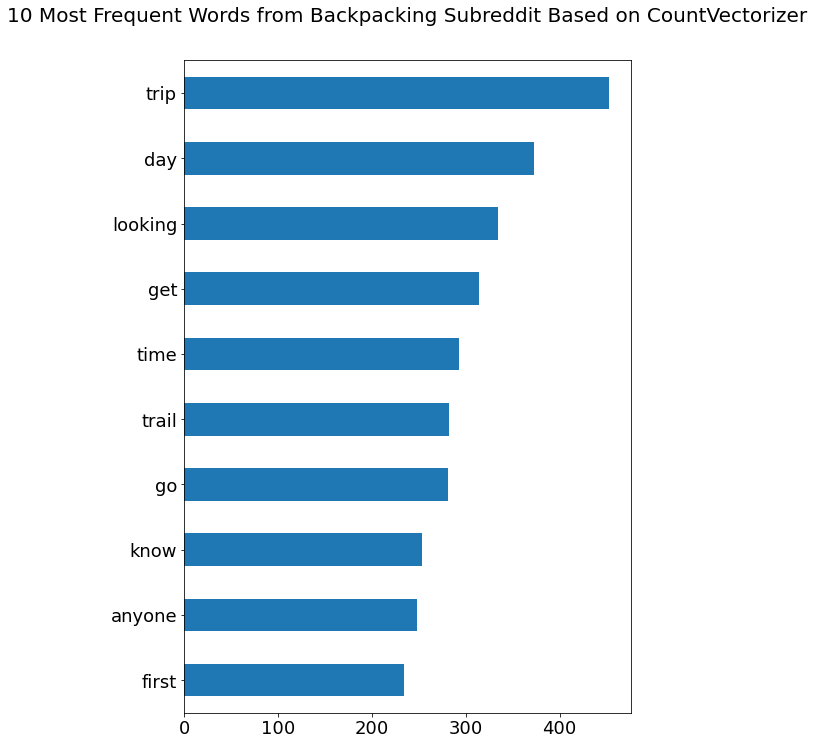 10 Most Frequent Words from Backpacking Subreddit Based on CountVectorizer
trip
day
looking
get
time
trail
go
know
anyone
first
0 100 200 300 400